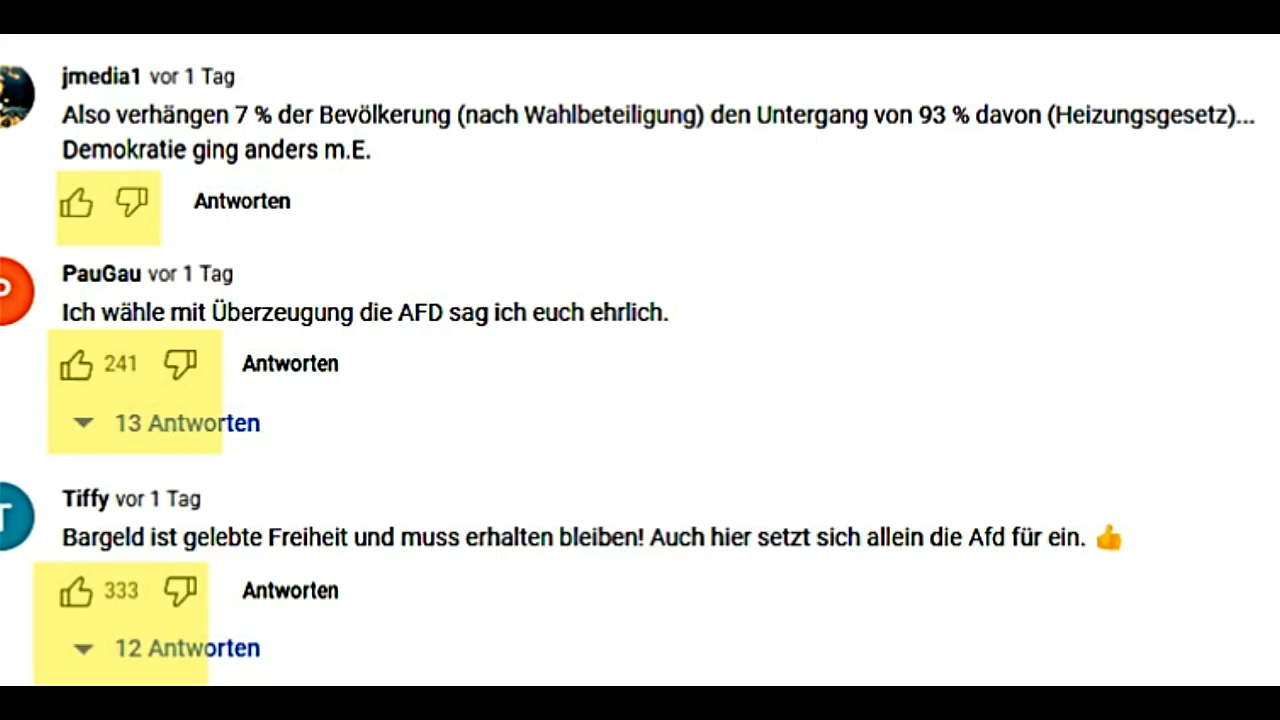 jmedia1 vor 1 Tag
Also verhängen 7 % der Bevölkerung (nach Wahlbeteiligung) den Untergang von 93 % davon (Heizungsgesetz)...
Demokratie ging anders m.E.
Antworten
P
PauGau vor 1 Tag
Ich wähle mit Überzeugung die AFD sag ich euch ehrlich.
241 Antworten
13 Antworten
T
Tiffy vor 1 Tag
Bargeld ist gelebte Freiheit und muss erhalten bleiben! Auch hier setzt sich allein die Afd für ein. 👍
333 Antworten
12 Antworten